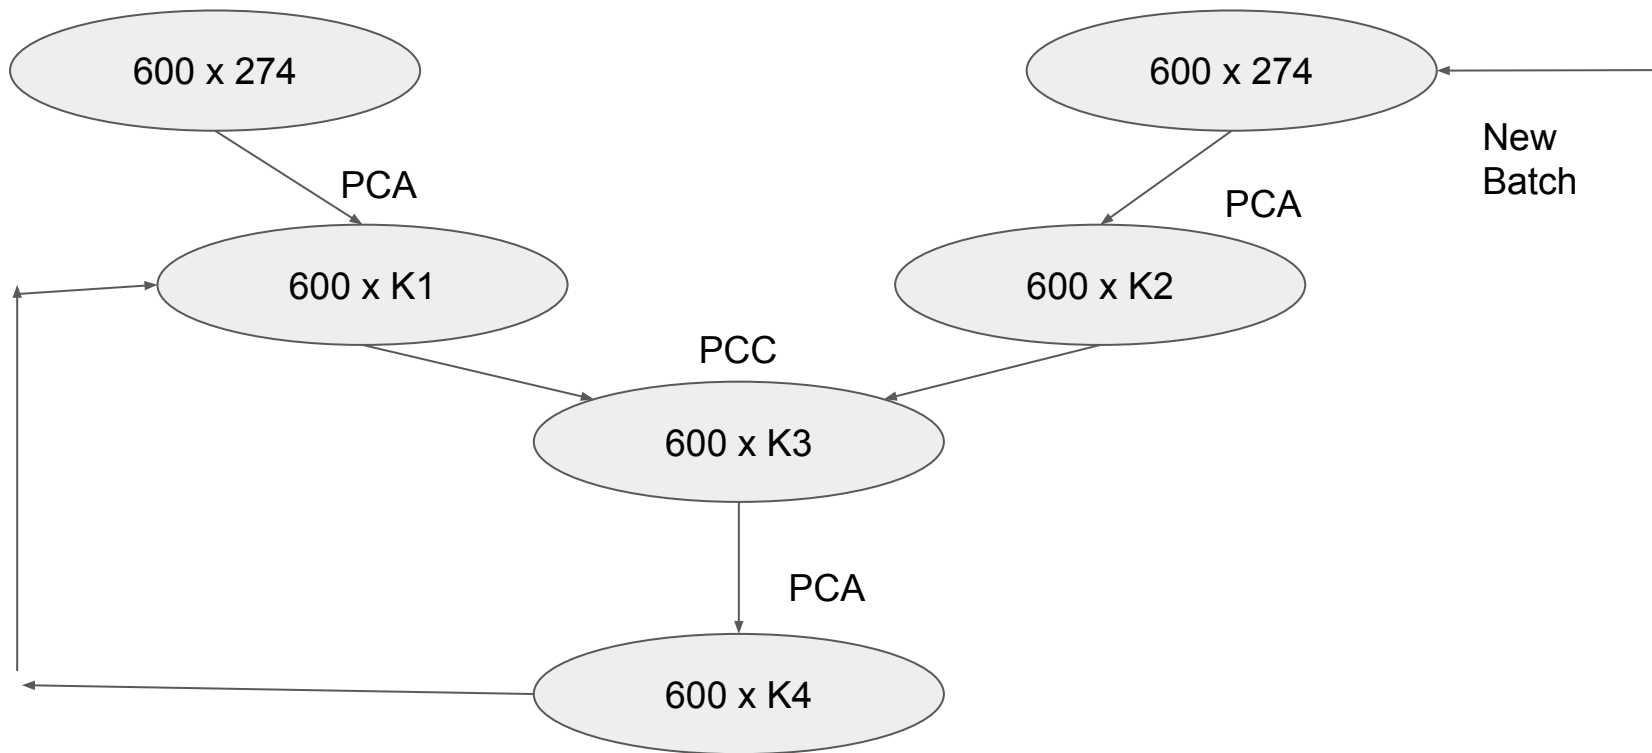 600 x 274
600 x 274
New
Batch
PCA
PCA
600 x K1
600 x K2
PCC
600 x K3
PCA
600 x K4